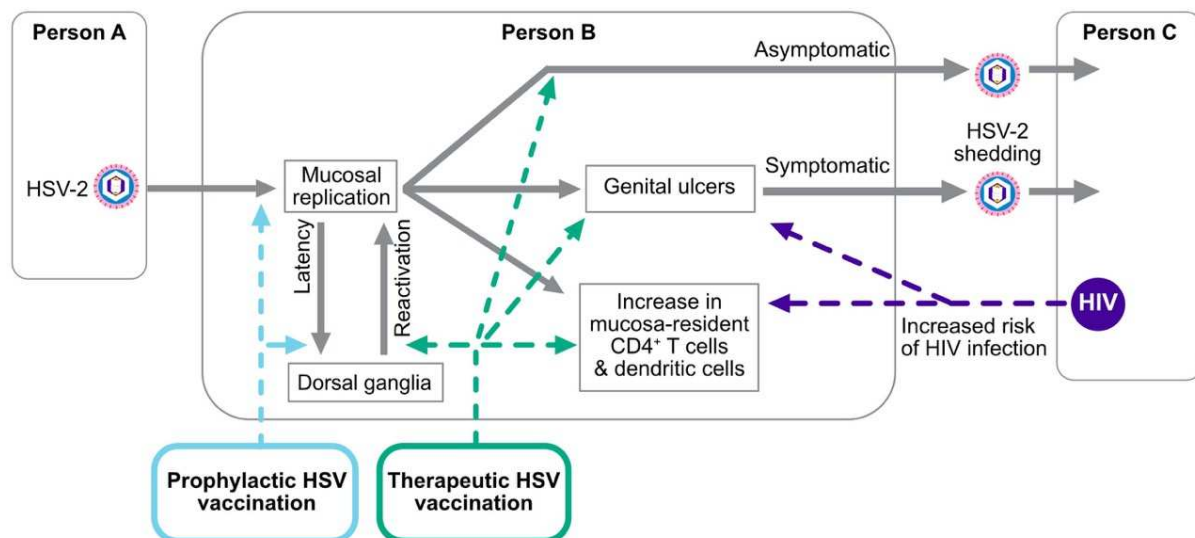 Person A
Person B
Person C
Asymptomatic
HSV-2
shedding
HSV-2
Mucosal
replication
Genital ulcers
Symptomatic
Latency
Reactivation
Increase in
mucosa-resident
CD4⁺ T cells
& dendritic cells
HIV
Increased risk
of HIV infection
Dorsal ganglia
Prophylactic HSV
vaccination
Therapeutic HSV
vaccination